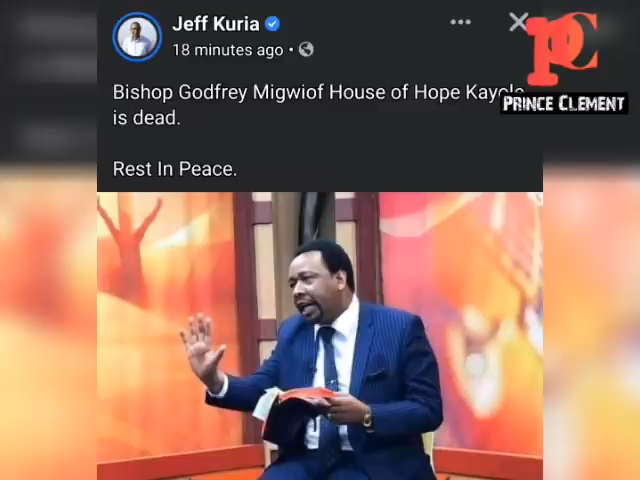 Jeff Kuria
18 minutes ago
Bishop Godfrey Migwiof House of Hope Kayole
is dead.
Rest In Peace.
PC
PRINCE CLEMENT